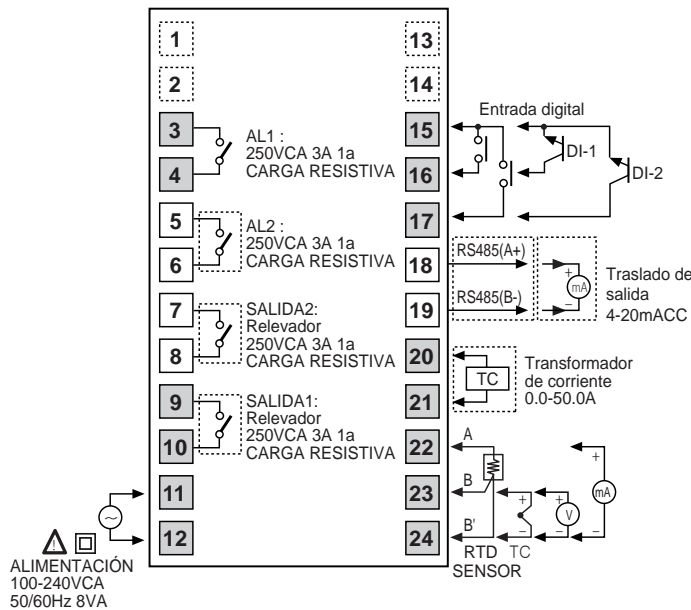 1
2
3
4
5
6
7
8
9
10
11
12
AL1 :
250VCA 3A 1a
CARGA RESISTIVA
AL2 :
250VCA 3A 1a
CARGA RESISTIVA
SALIDA2:
Relevador
250VCA 3A 1a
CARGA RESISTIVA
SALIDA1:
Relevador
250VCA 3A 1a
CARGA RESISTIVA
ALIMENTACIÓN
100-240VCA
50/60Hz 8VA
13
14
15
16
17
18
19
20
21
22
23
24
Entrada digital
DI-1
DI-2
RS485(A+)
RS485(B-)
+
mA
−
Traslado de
salida
4-20mACC
TC
Transformador
de corriente
0.0-50.0A
A
B
B'
RTD
SENSOR
+
−
TC
+
V
−
+
mA
−